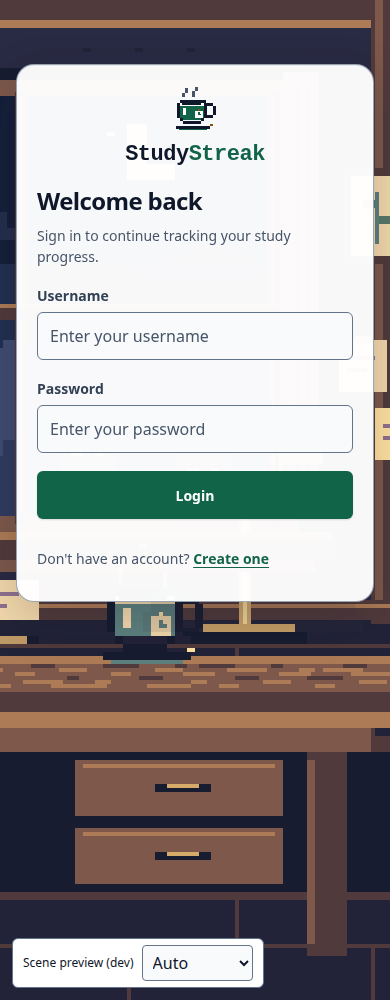 StudyStreak
Welcome back
Sign in to continue tracking your study
progress.
Username
Enter your username
Password
Enter your password
Login
Don't have an account? Create one
Scene preview (dev) Auto